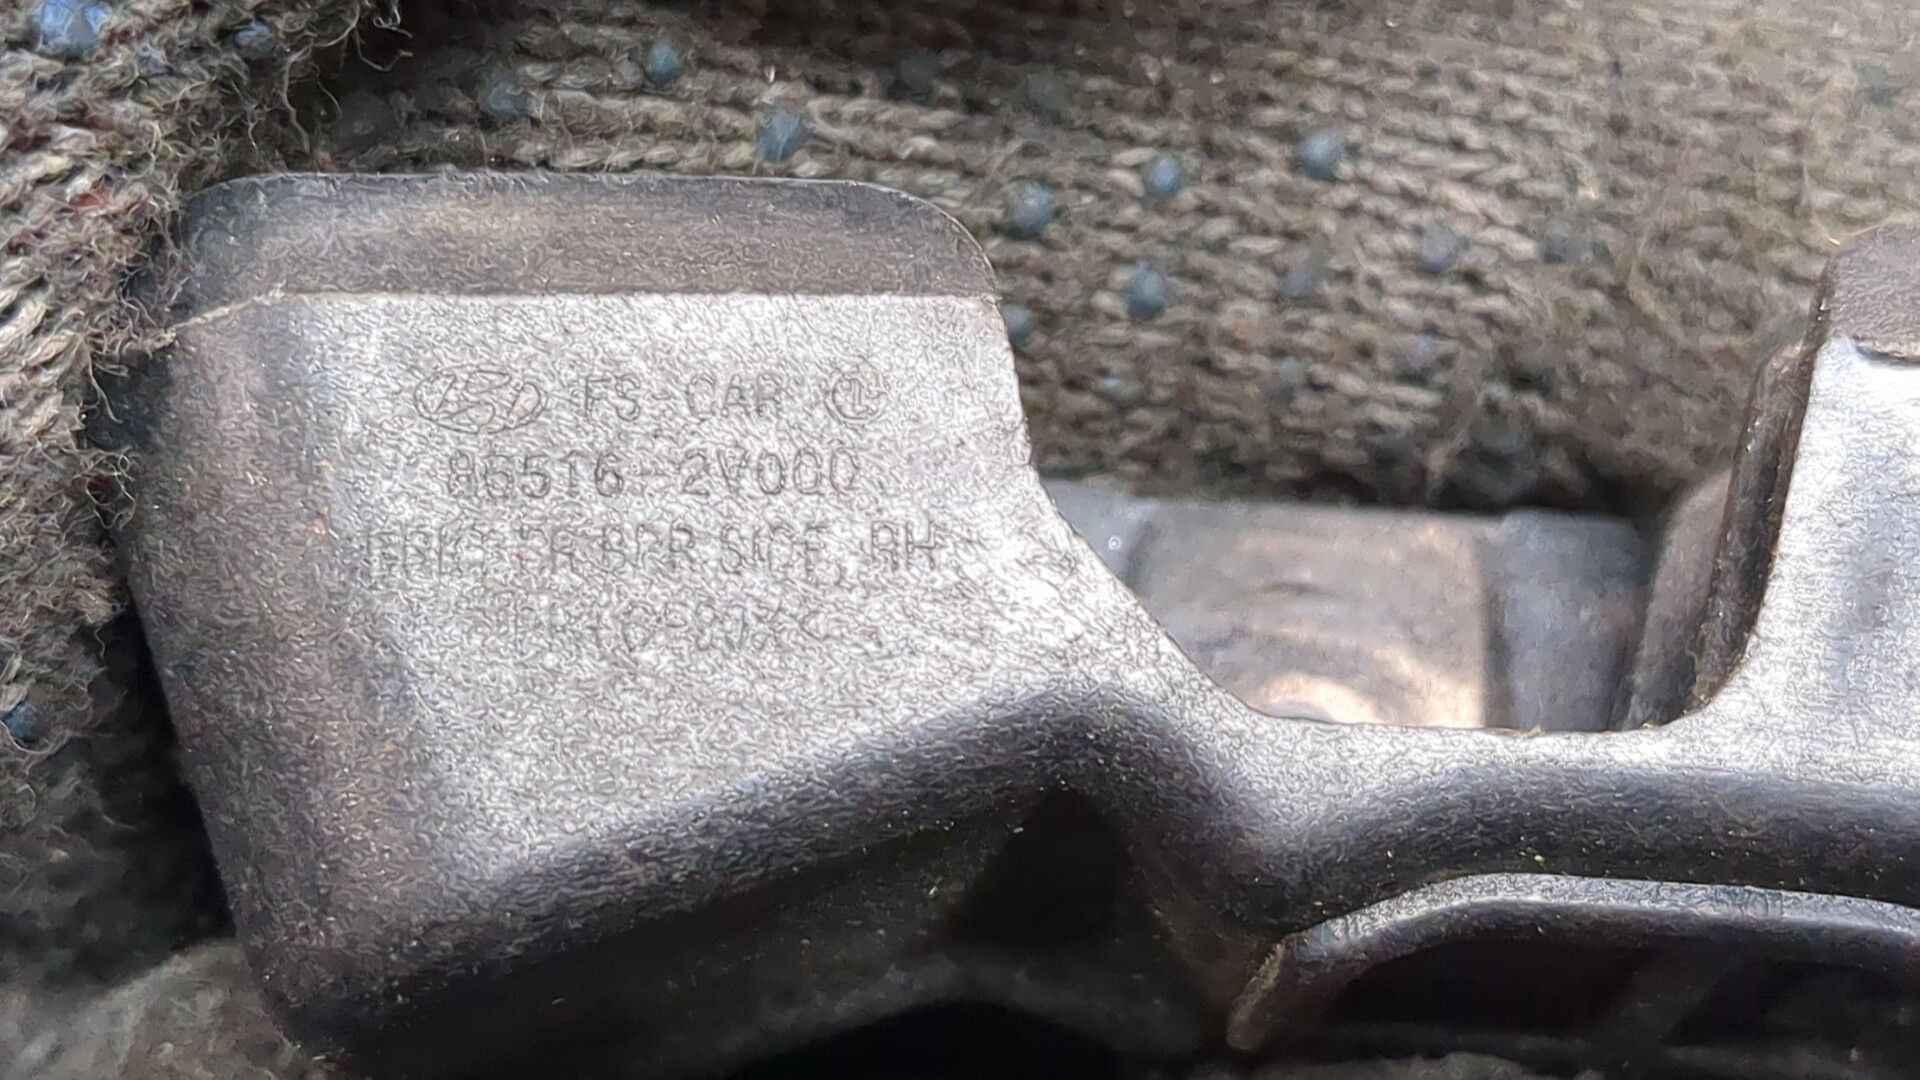 FS CAR
86516-2V000
BRKT FR BPR SIDE, RH